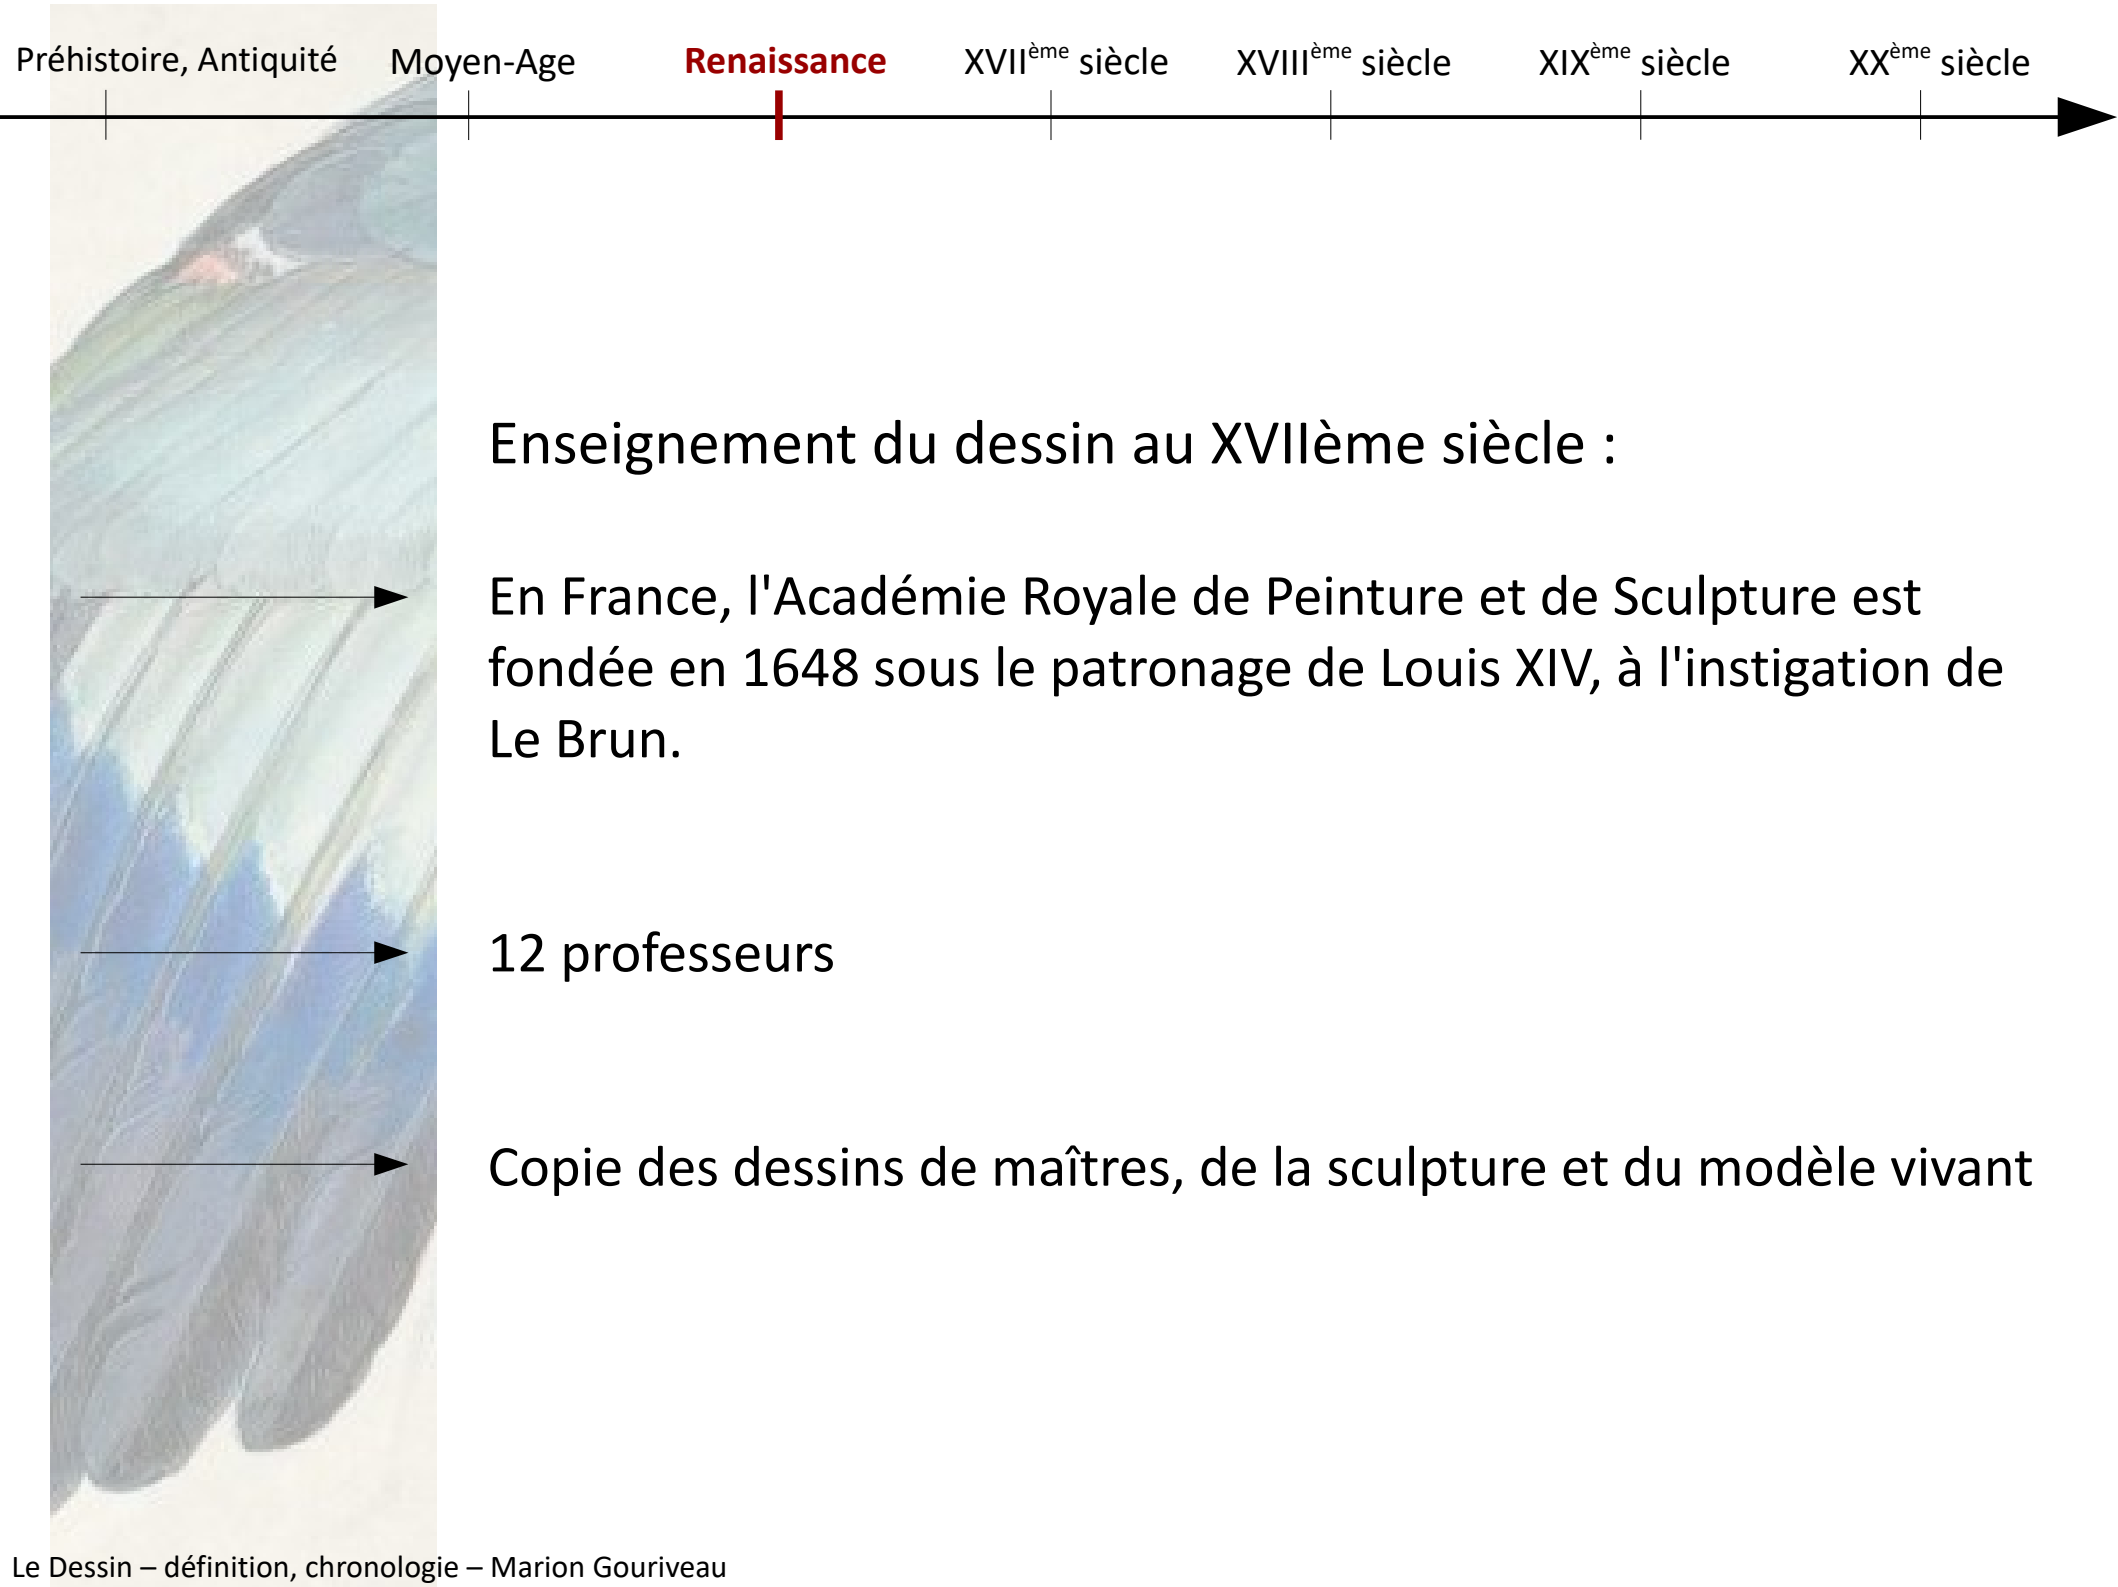 Préhistoire, Antiquité Moyen-Age Renaissance XVIIème siècle XVIIIème siècle XIXème siècle XXème siècle
Enseignement du dessin au XVIIème siècle :
En France, l'Académie Royale de Peinture et de Sculpture est
fondée en 1648 sous le patronage de Louis XIV, à l'instigation de
Le Brun.
12 professeurs
Copie des dessins de maîtres, de la sculpture et du modèle vivant
Le Dessin – définition, chronologie – Marion Gouriveau